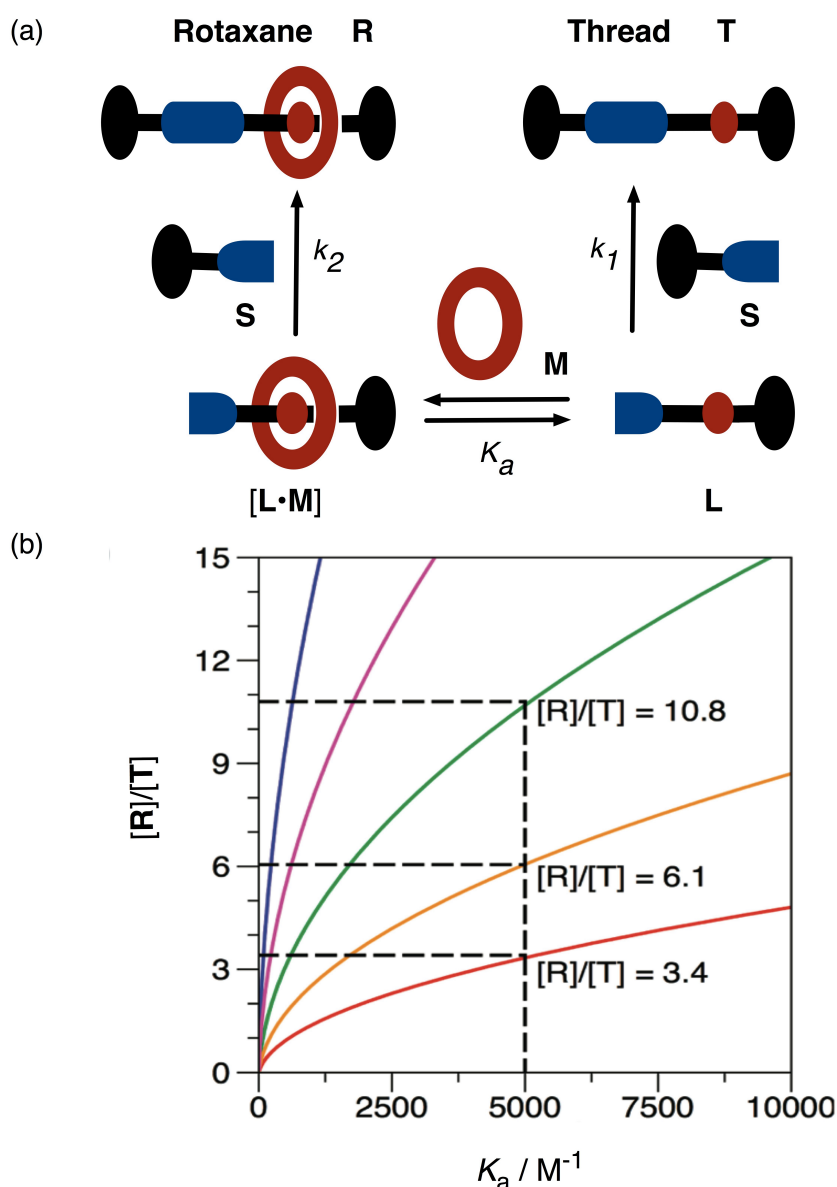 (a)
Rotaxane R
Thread T
k2
k1
S
S
M
Ka
[L·M]
L
(b)
15
12
9
6
3
0
[R]/[T]
[R]/[T] = 10.8
[R]/[T] = 6.1
[R]/[T] = 3.4
0 2500 5000 7500 10000
Ka / M-1